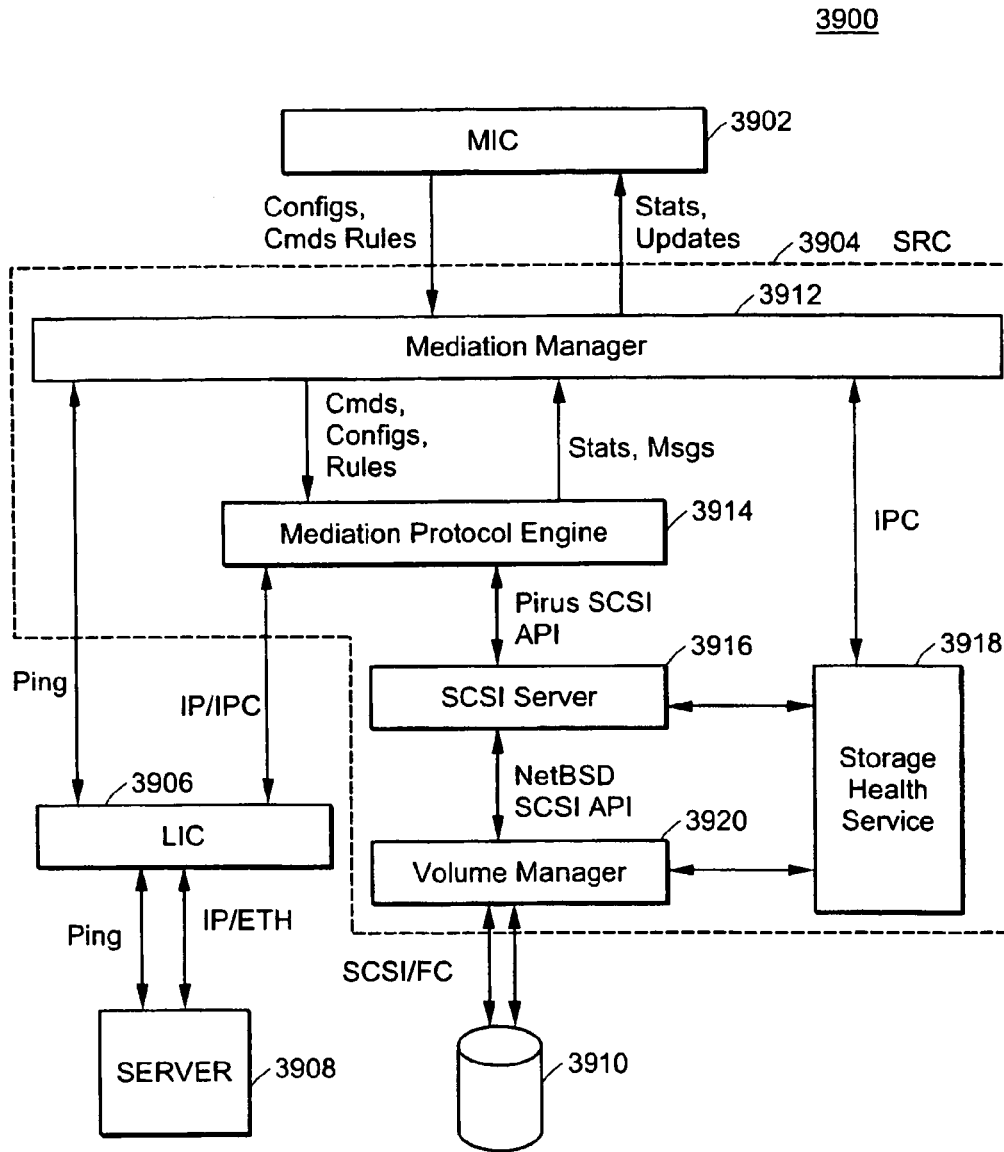 3900
MIC
3902
Configs,
Cmds Rules
Stats,
Updates
3904
SRC
3912
Mediation Manager
Cmds,
Configs,
Rules
Stats, Msgs
3914
Mediation Protocol Engine
IPC
Pirus SCSI
API
3916
3918
Ping
IP/IPC
SCSI Server
Storage
Health
Service
NetBSD
SCSI API
3906
3920
LIC
Volume Manager
Ping
IP/ETH
SCSI/FC
SERVER
3908
3910